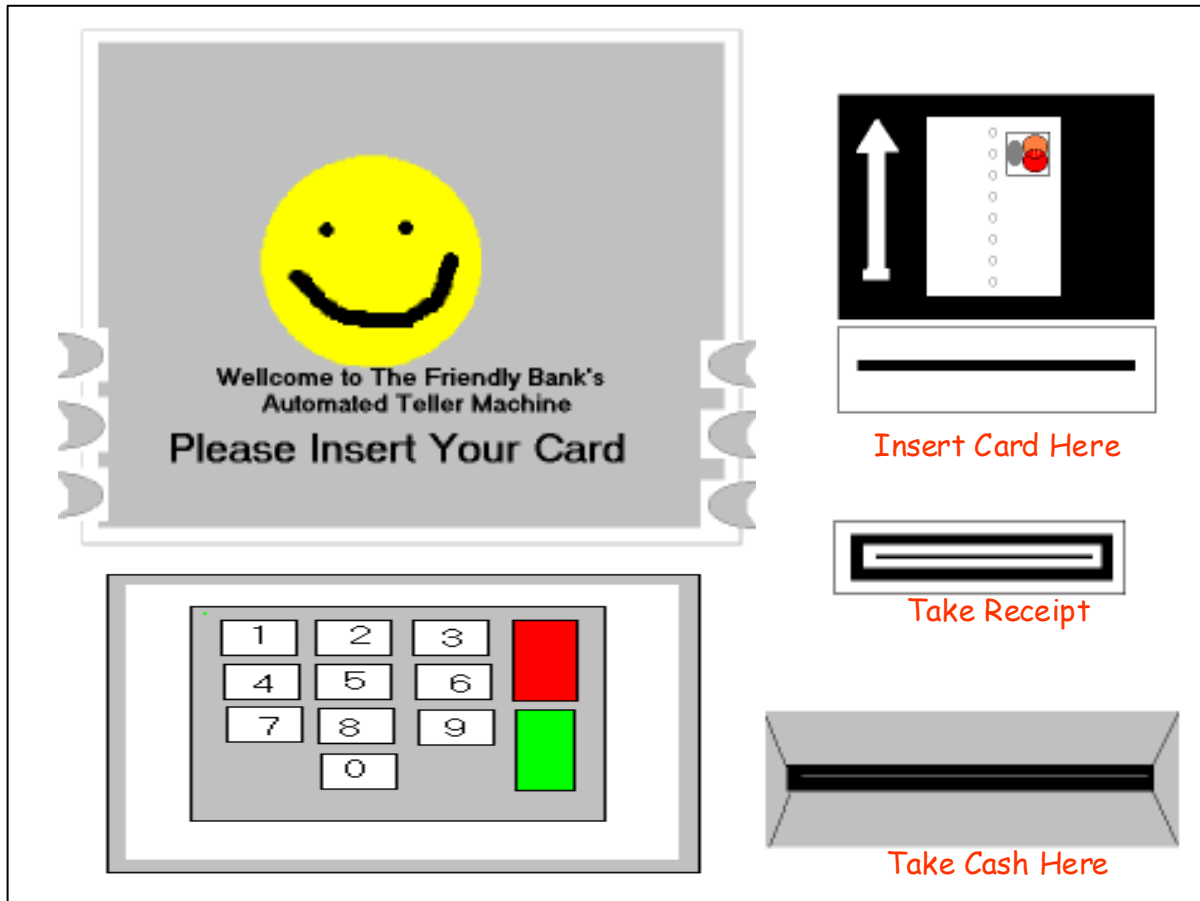 Wellcome to The Friendly Bank's
Automated Teller Machine
Please Insert Your Card
Insert Card Here
Take Receipt
1 2 3
4 5 6
7 8 9
0
Take Cash Here